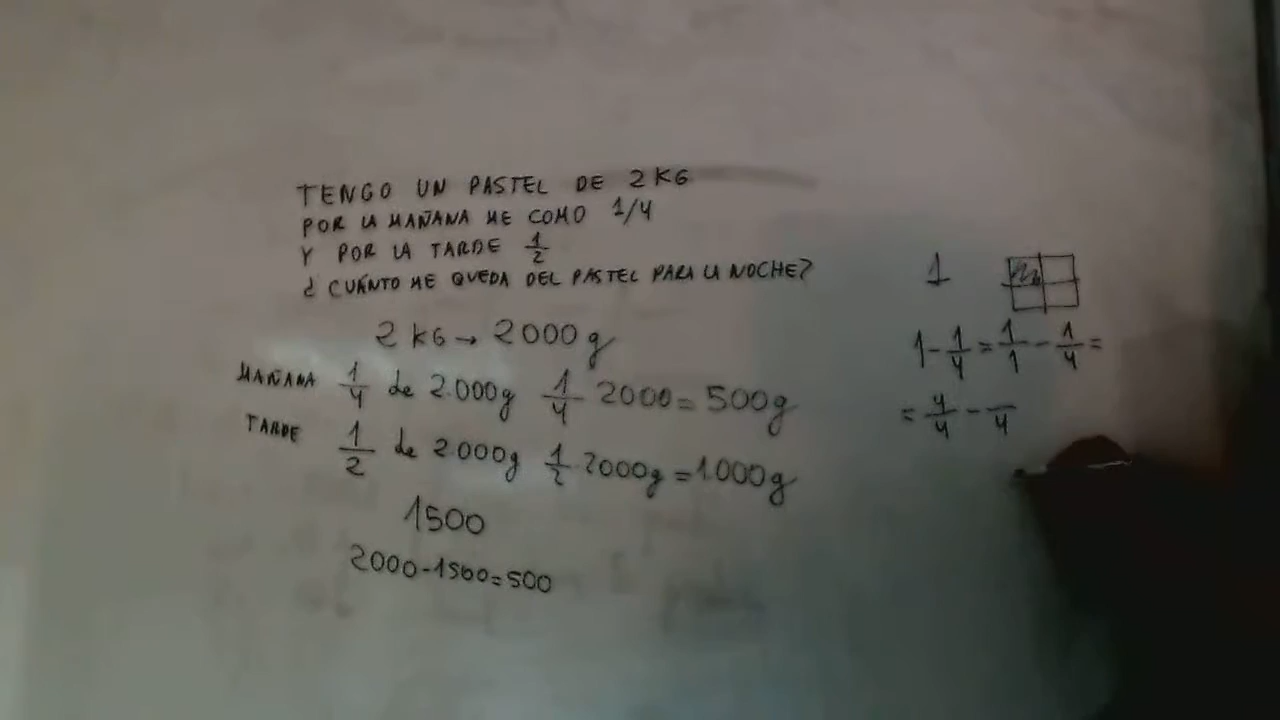 TENGO UN PASTEL DE 2KG
POR LA MAÑANA ME COMO 1/4
Y POR LA TARDE 1/2
¿CUÁNTO ME QUEDA DEL PASTEL PARA LA NOCHE?
2 KG → 2000 g
MAÑANA 1/4 de 2.000g 1/4 2000 = 500g
TARDE 1/2 de 2.000g 1/2 2000g = 1.000g
1500
2000-1500=500
1
1 - 1/4 = 1/1 - 1/4 =
= 4/4 - /4